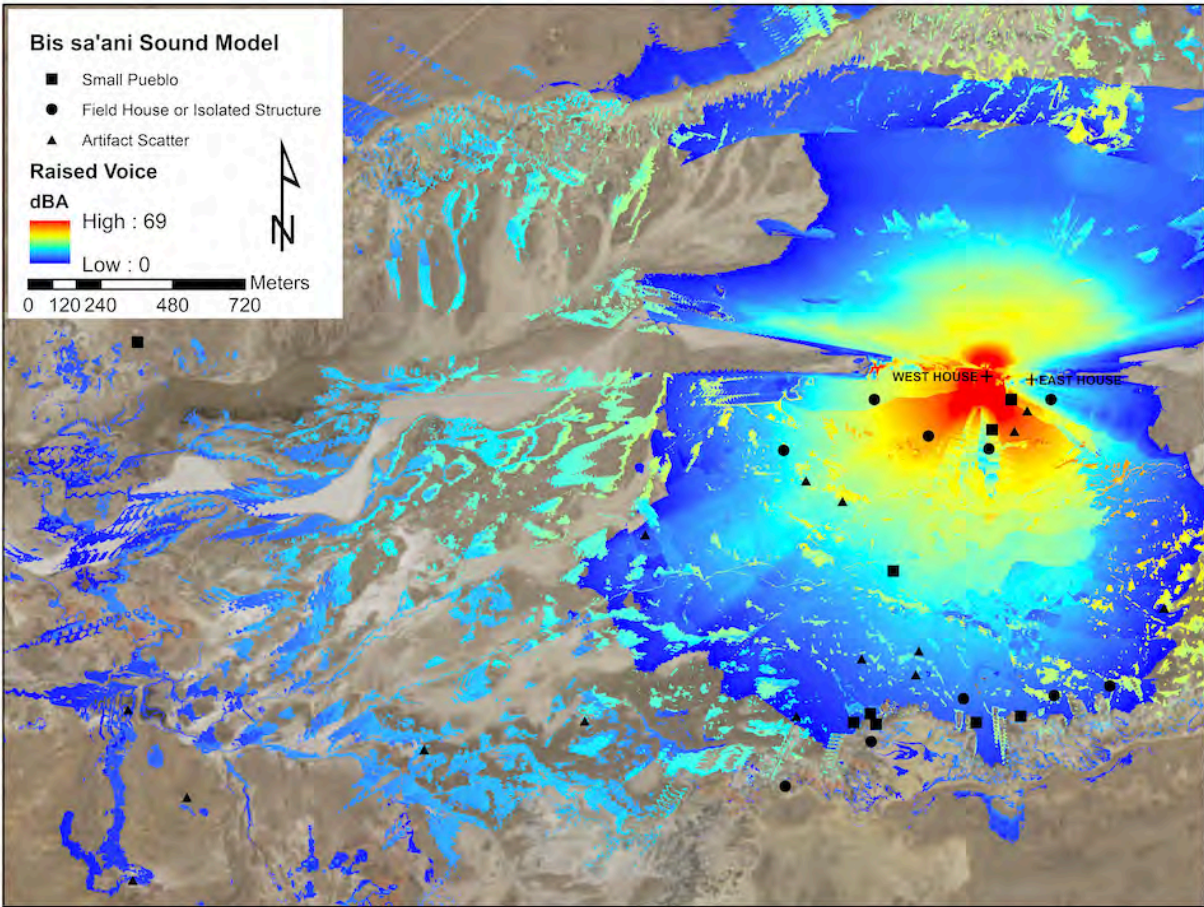 Bis sa'ani Sound Model
Small Pueblo
Field House or Isolated Structure
Artifact Scatter
Raised Voice
dBA
High : 69
Low : 0
N
Meters
0 120 240 480 720
WEST HOUSE
EAST HOUSE